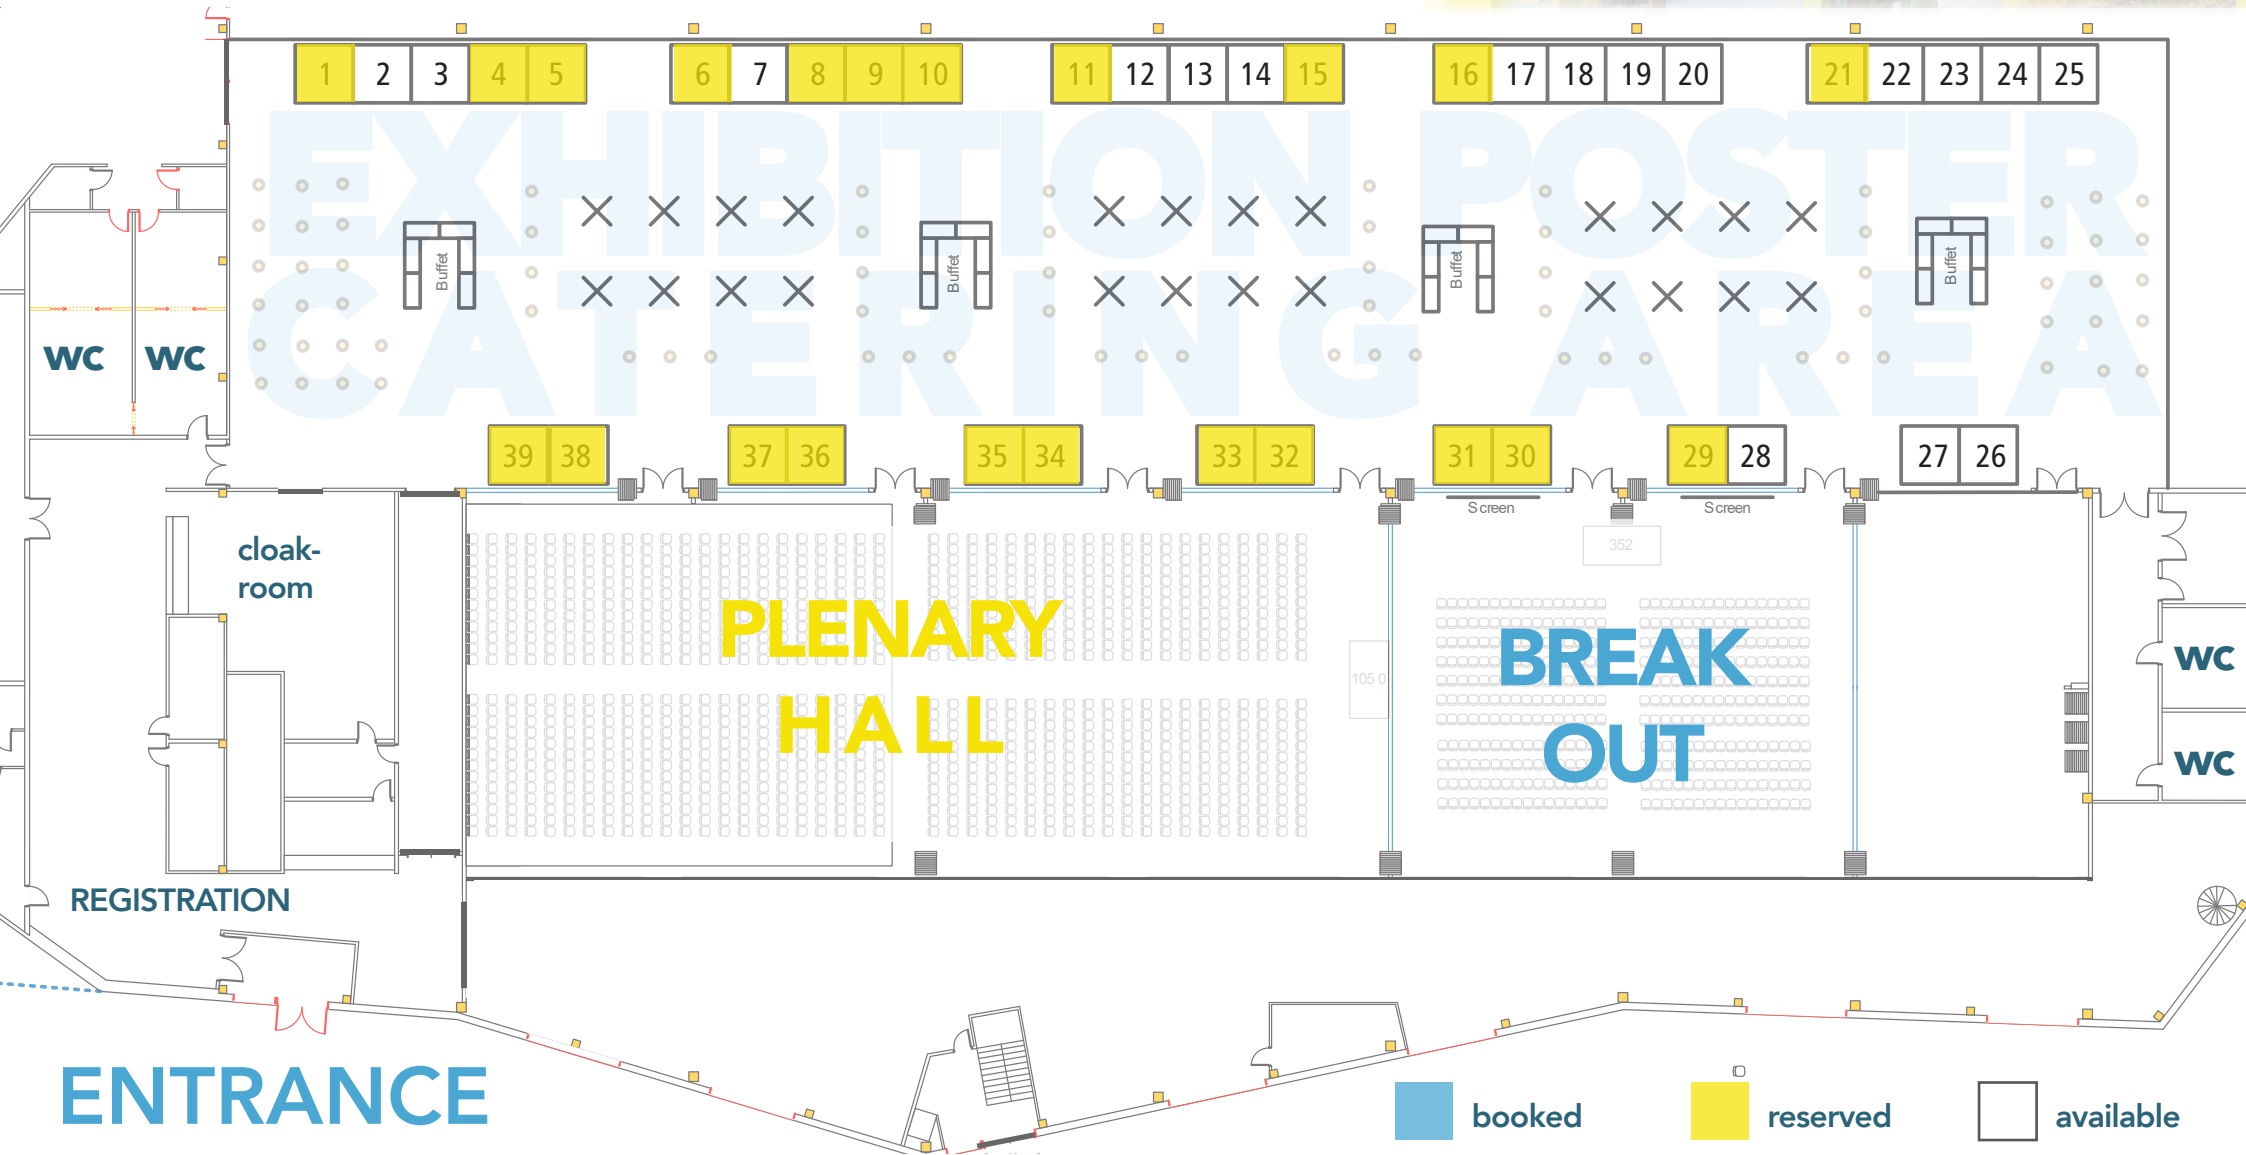 1 2 3 4 5 6 7 8 9 10 11 12 13 14 15 16 17 18 19 20 21 22 23 24 25
EXHIBITION POSTER
Buffet Buffet Buffet Buffet
CATERING AREA
WC WC
39 38 37 36 35 34 33 32 31 30 29 28 27 26
Screen Screen
cloak-
room
352
PLENARY
HALL
105 0
BREAK
OUT
WC
WC
REGISTRATION
ENTRANCE
booked reserved available